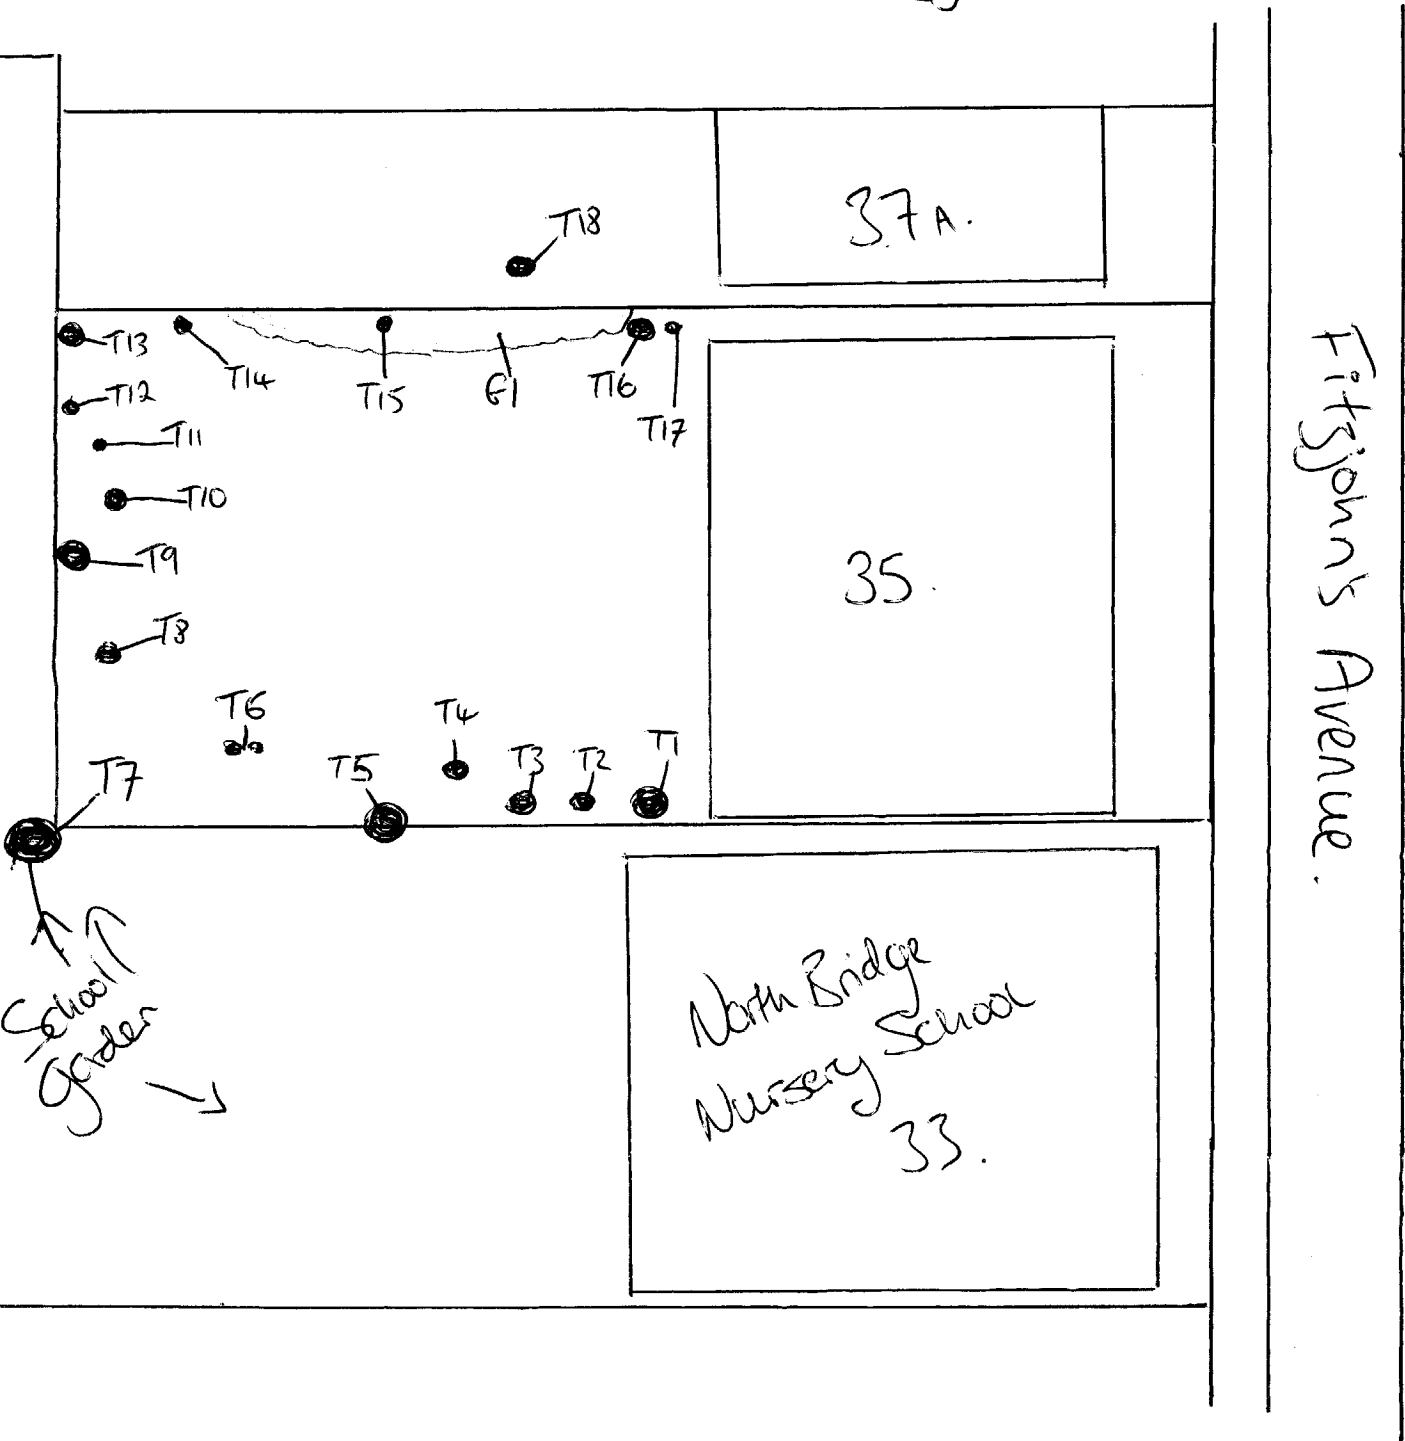 37A.
T18
T13
T14
T15
G1
T16
T17
T12
T11
T10
T9
T8
35.
T6
T4
T5
T3
T2
T1
T7
School
garden
North Bridge
Nursery School
33.
Fitzjohn's Avenue.